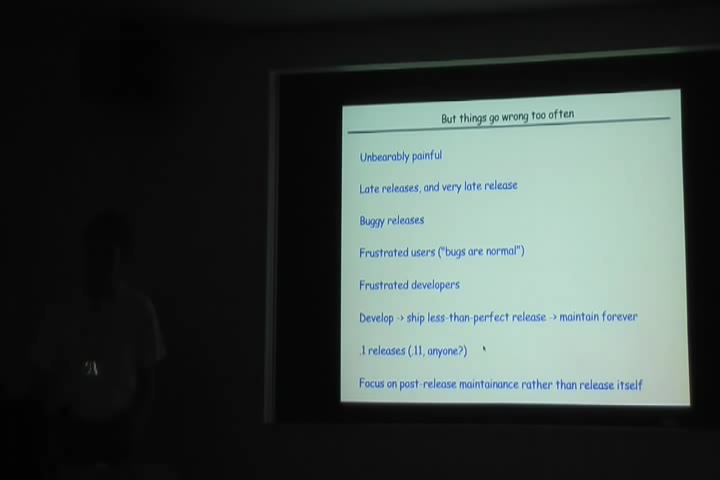 But things go wrong too often
Unbearably painful
Late releases, and very late release
Buggy releases
Frustrated users ("bugs are normal")
Frustrated developers
Develop -> ship less-than-perfect release -> maintain forever
.1 releases (.11, anyone?)
Focus on post-release maintainance rather than release itself